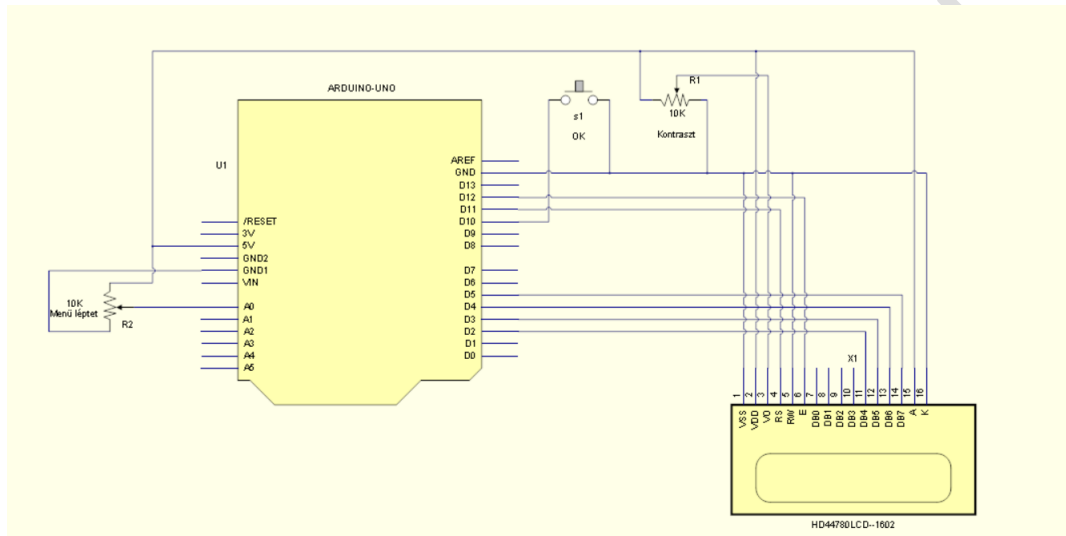 ARDUINO-UNO
U1
/RESET
3V
5V
GND2
GND1
VIN
A0
A1
A2
A3
A4
A5
AREF
GND
D13
D12
D11
D10
D9
D8
D7
D6
D5
D4
D3
D2
D1
D0
10K
Menü léptet
R2
s1
OK
R1
10K
Kontraszt
X1
1 2 3 4 5 6 7 8 9 10 11 12 13 14 15 16
VSS VDD VO RS RW E DB0 DB1 DB2 DB3 DB4 DB5 DB6 DB7 A K
HD44780LCD--1602